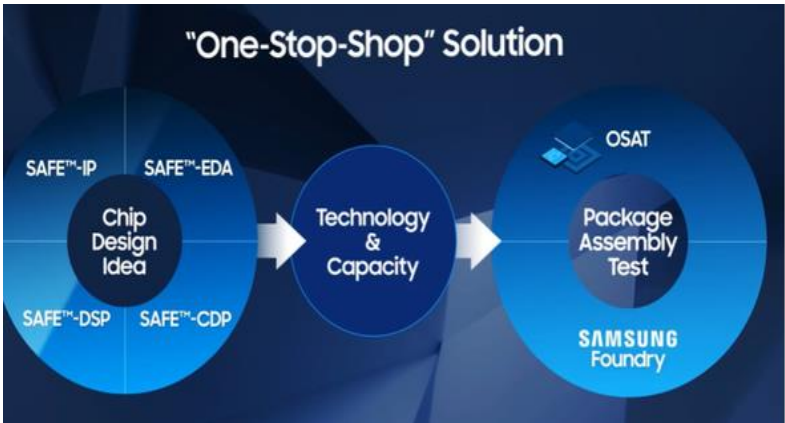 “One-Stop-Shop” Solution
SAFE™-IP
SAFE™-EDA
Chip
Design
Idea
SAFE™-DSP
SAFE™-CDP
Technology
&
Capacity
OSAT
Package
Assembly
Test
SAMSUNG
Foundry